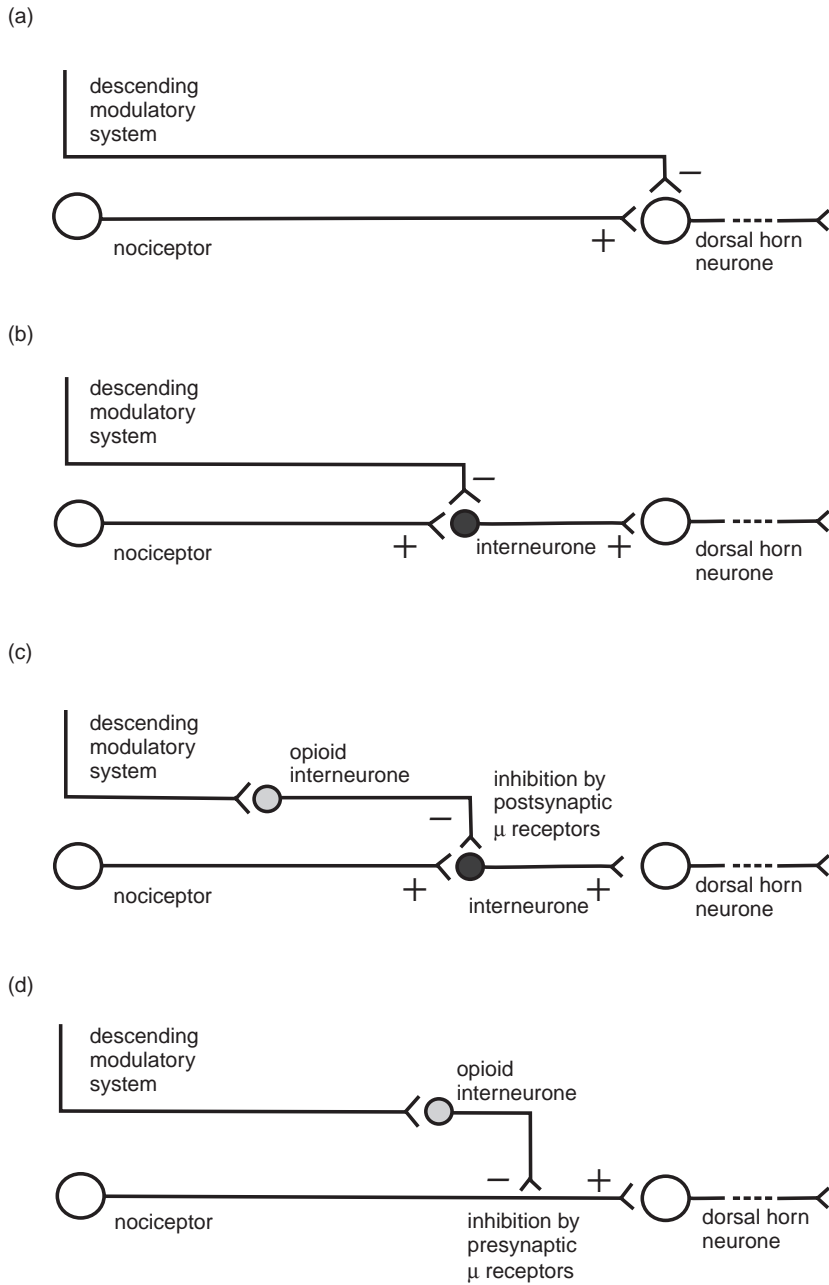 (a)
descending
modulatory
system
−
nociceptor
+
dorsal horn
neurone
(b)
descending
modulatory
system
−
nociceptor
+
interneurone
+
dorsal horn
neurone
(c)
descending
modulatory
system
opioid
interneurone
−
inhibition by
postsynaptic
μ receptors
nociceptor
+
interneurone
+
dorsal horn
neurone
(d)
descending
modulatory
system
opioid
interneurone
−
+
nociceptor
inhibition by
presynaptic
μ receptors
dorsal horn
neurone